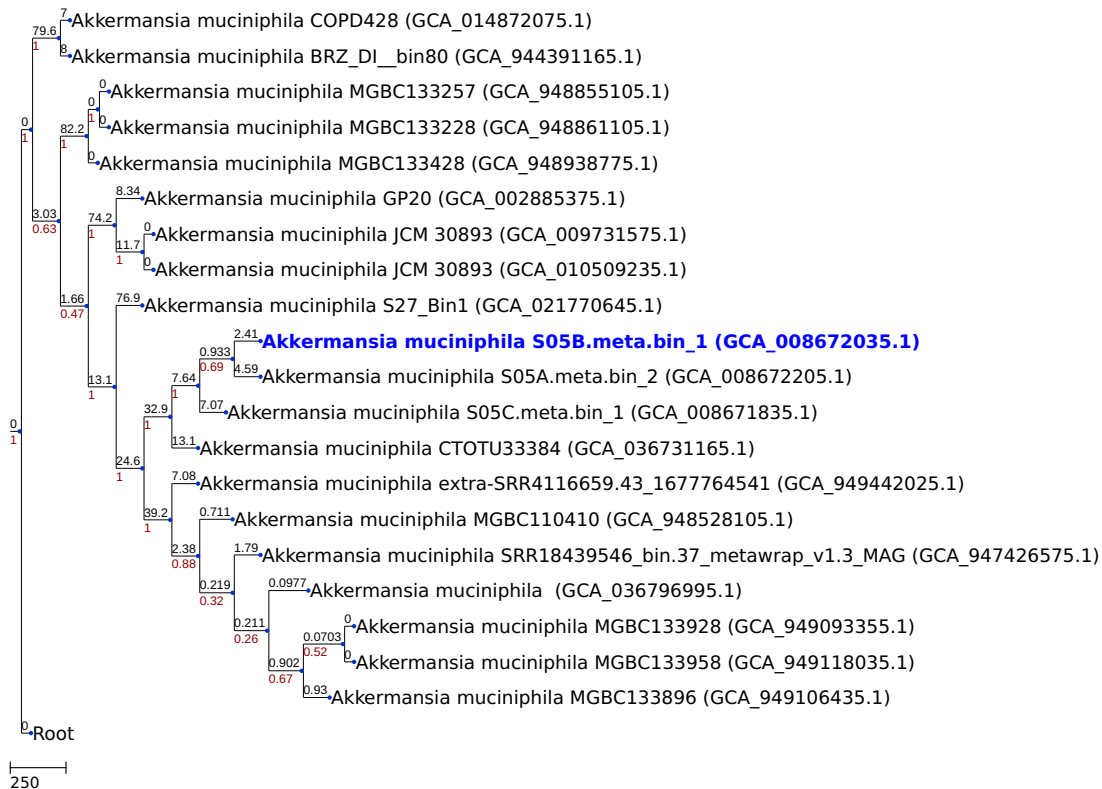 7
Akkermansia muciniphila COPD428 (GCA_014872075.1)
79.6
1
8
Akkermansia muciniphila BRZ_DI__bin80 (GCA_944391165.1)
0
Akkermansia muciniphila MGBC133257 (GCA_948855105.1)
0
1
0
1
0
Akkermansia muciniphila MGBC133228 (GCA_948861105.1)
82.2
1
0
Akkermansia muciniphila MGBC133428 (GCA_948938775.1)
8.34
Akkermansia muciniphila GP20 (GCA_002885375.1)
3.03
0.63
74.2
1
0
Akkermansia muciniphila JCM 30893 (GCA_009731575.1)
11.7
1
0
Akkermansia muciniphila JCM 30893 (GCA_010509235.1)
1.66
0.47
76.9
Akkermansia muciniphila S27_Bin1 (GCA_021770645.1)
2.41
Akkermansia muciniphila S05B.meta.bin_1 (GCA_008672035.1)
0.933
0.69
4.59
Akkermansia muciniphila S05A.meta.bin_2 (GCA_008672205.1)
13.1
1
7.64
1
7.07
Akkermansia muciniphila S05C.meta.bin_1 (GCA_008671835.1)
0
1
32.9
1
13.1
Akkermansia muciniphila CTOTU33384 (GCA_036731165.1)
24.6
1
7.08
Akkermansia muciniphila extra-SRR4116659.43_1677764541 (GCA_949442025.1)
39.2
1
0.711
Akkermansia muciniphila MGBC110410 (GCA_948528105.1)
2.38
0.88
1.79
Akkermansia muciniphila SRR18439546_bin.37_metawrap_v1.3_MAG (GCA_947426575.1)
0.219
0.32
0.0977
Akkermansia muciniphila (GCA_036796995.1)
0.211
0.26
0
Akkermansia muciniphila MGBC133928 (GCA_949093355.1)
0.0703
0.52
0
Akkermansia muciniphila MGBC133958 (GCA_949118035.1)
0.902
0.67
0.93
Akkermansia muciniphila MGBC133896 (GCA_949106435.1)
0
Root
250